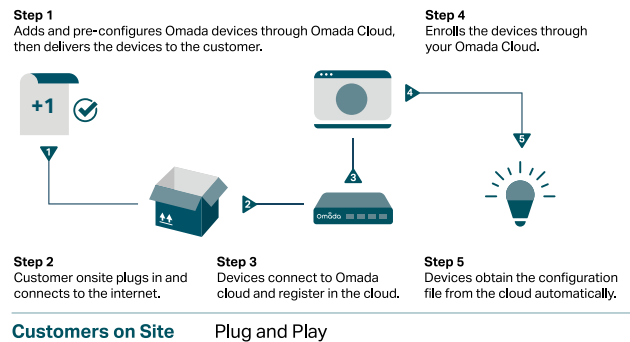 Step 1
Adds and pre-configures Omada devices through Omada Cloud,
then delivers the devices to the customer.
Step 4
Enrolls the devices through
your Omada Cloud.
+1
1
2
3
4
5
Omada
Step 2
Customer onsite plugs in and
connects to the internet.
Step 3
Devices connect to Omada
cloud and register in the cloud.
Step 5
Devices obtain the configuration
file from the cloud automatically.
Customers on Site
Plug and Play